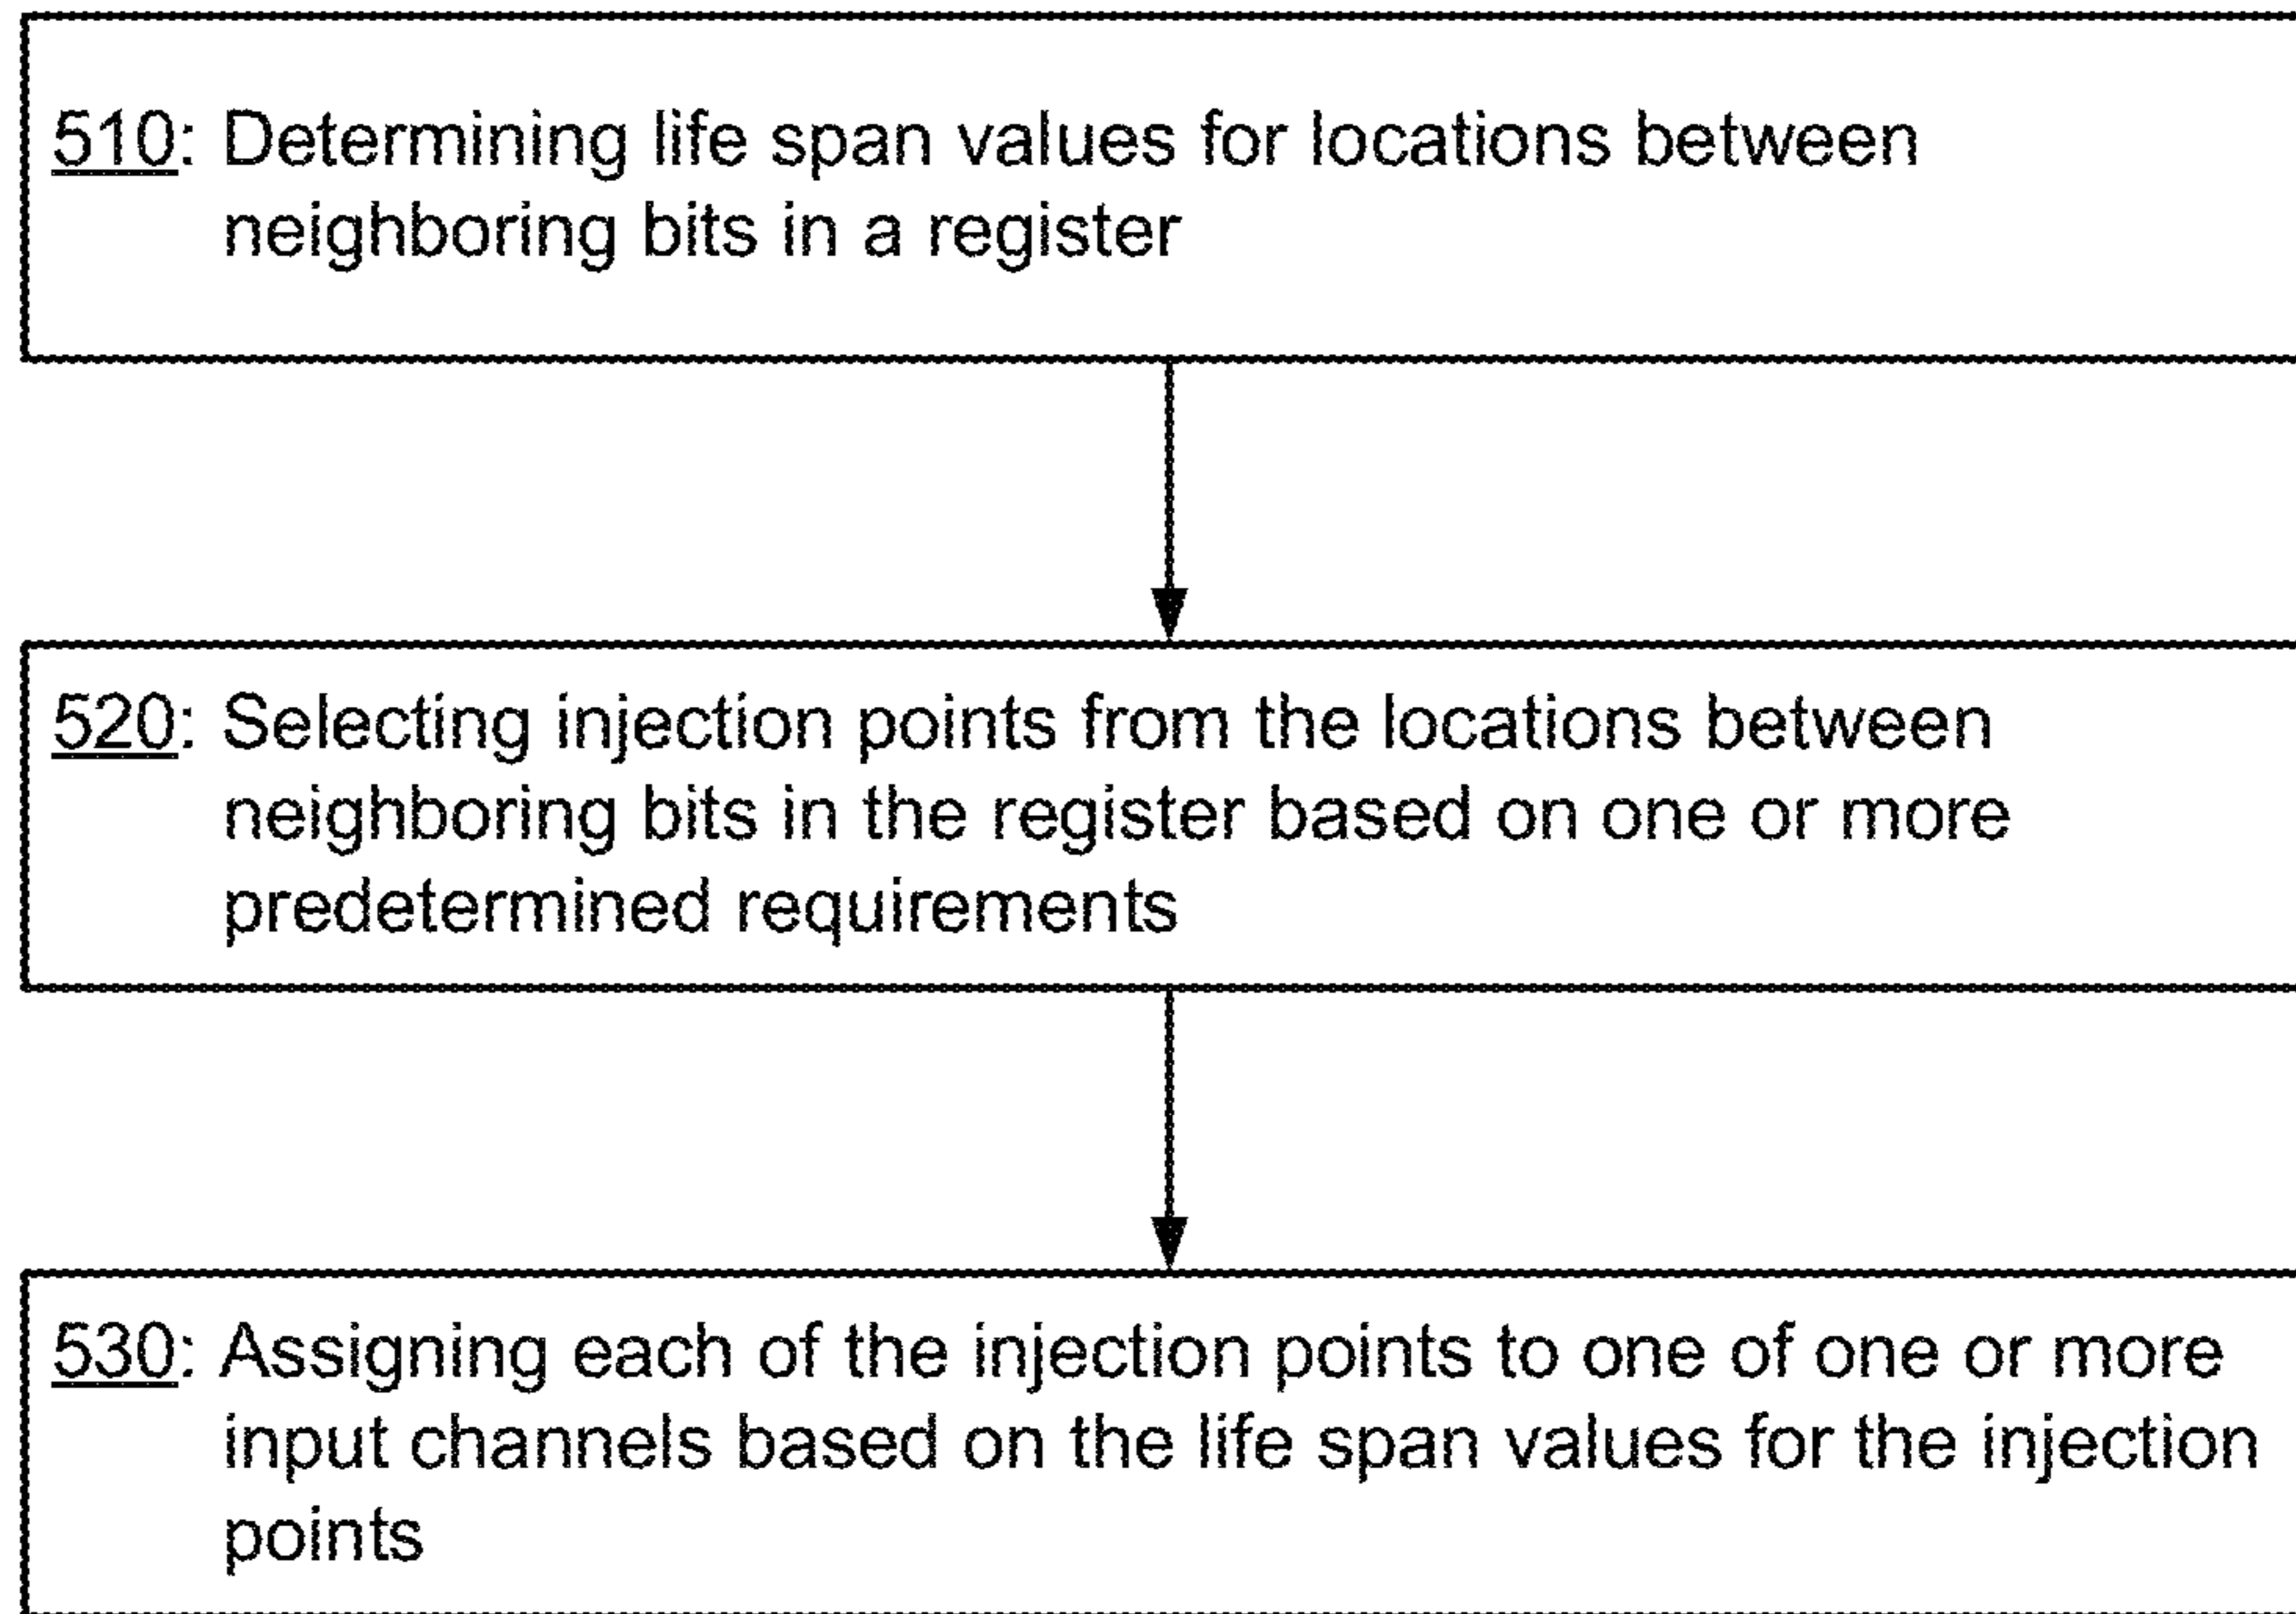 510: Determining life span values for locations between
neighboring bits in a register
520: Selecting injection points from the locations between
neighboring bits in the register based on one or more
predetermined requirements
530: Assigning each of the injection points to one of one or more
input channels based on the life span values for the injection
points